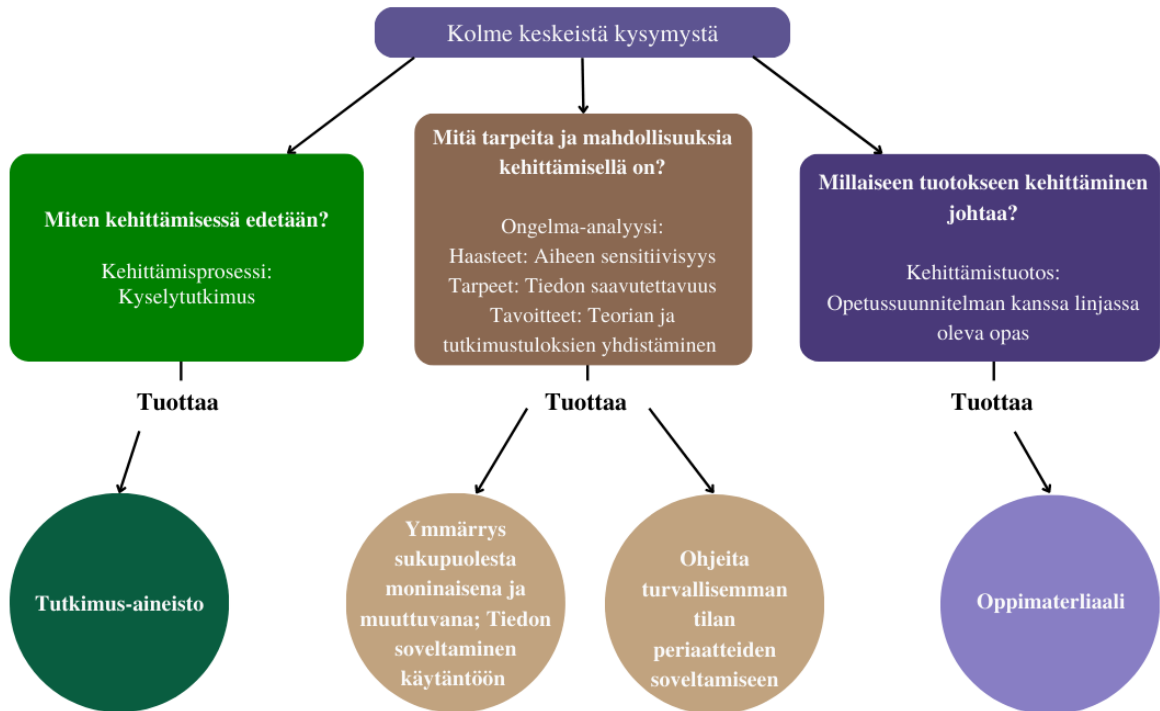 Kolme keskeistä kysymystä
Miten kehittämisessä edetään?
Kehittämisprosessi:
Kyselytutkimus
Mitä tarpeita ja mahdollisuuksia
kehittämisellä on?
Ongelma-analyysi:
Haasteet: Aiheen sensitiivisyys
Tarpeet: Tiedon saavutettavuus
Tavoitteet: Teorian ja
tutkimustuloksien yhdistäminen
Millaiseen tuotokseen kehittäminen
johtaa?
Kehittämistuotos:
Opetussuunnitelman kanssa linjassa
oleva opas
Tuottaa
Tuottaa
Tuottaa
Tutkimus-aineisto
Ymmärrys
sukupuolesta
moninaisena ja
muuttuvana; Tiedon
soveltaminen
käytäntöön
Ohjeita
turvallisemman
tilan
periaatteiden
soveltamiseen
Oppimaterliaali